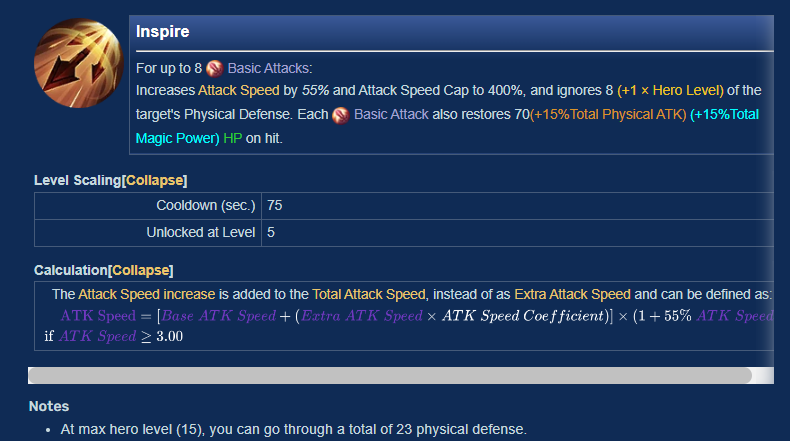 Inspire
For up to 8 Basic Attacks:
Increases Attack Speed by 55% and Attack Speed Cap to 400%, and ignores 8 (+1 × Hero Level) of the
target's Physical Defense. Each Basic Attack also restores 70(+15%Total Physical ATK) (+15%Total
Magic Power) HP on hit.
Level Scaling[Collapse]
Cooldown (sec.) 75
Unlocked at Level 5
Calculation[Collapse]
The Attack Speed increase is added to the Total Attack Speed, instead of as Extra Attack Speed and can be defined as:
ATK Speed = [Base ATK Speed + (Extra ATK Speed × ATK Speed Coefficient)] × (1 + 55% ATK Speed
if ATK Speed ≥ 3.00
Notes
• At max hero level (15), you can go through a total of 23 physical defense.